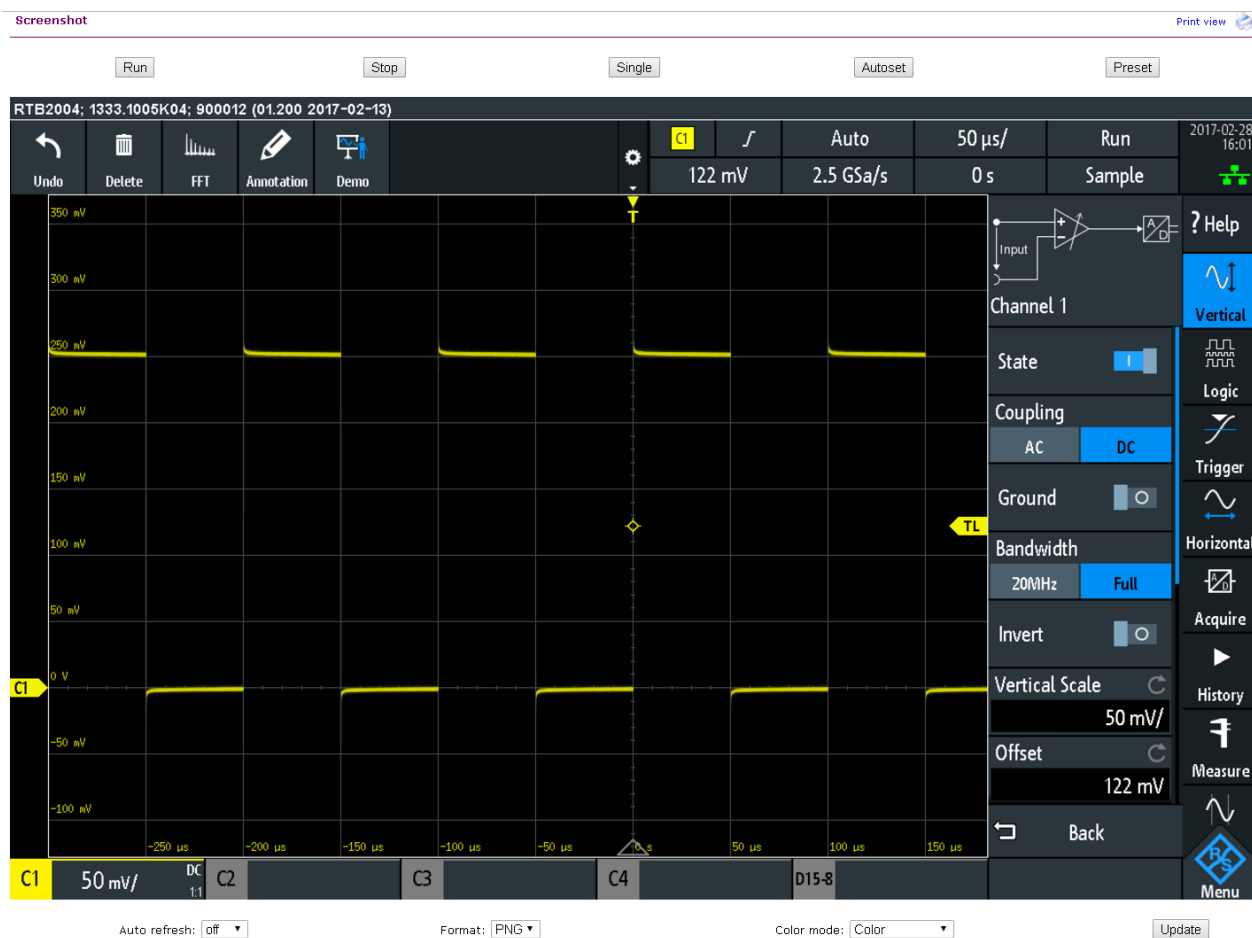 Screenshot
Print view
Run
Stop
Single
Autoset
Preset
RTB2004; 1333.1005K04; 900012 (01.200 2017-02-13)
Undo
Delete
FFT
Annotation
Demo
C1
Auto
50 µs/
Run
2017-02-28
16:01
122 mV
2.5 GSa/s
0 s
Sample
T
350 mV
300 mV
250 mV
200 mV
150 mV
100 mV
50 mV
0 V
-50 mV
-100 mV
C1
TL
-250 µs
-200 µs
-150 µs
-100 µs
-50 µs
0 s
50 µs
100 µs
150 µs
Input
A
D
Channel 1
State
Coupling
AC
DC
Ground
Bandwidth
20MHz
Full
Invert
Vertical Scale
50 mV/
Offset
122 mV
Back
? Help
Vertical
Logic
Trigger
Horizontal
A
D
Acquire
History
Measure
R&S
Menu
C1
50 mV/
DC
1:1
C2
C3
C4
D15-8
Auto refresh: off
Format: PNG
Color mode: Color
Update